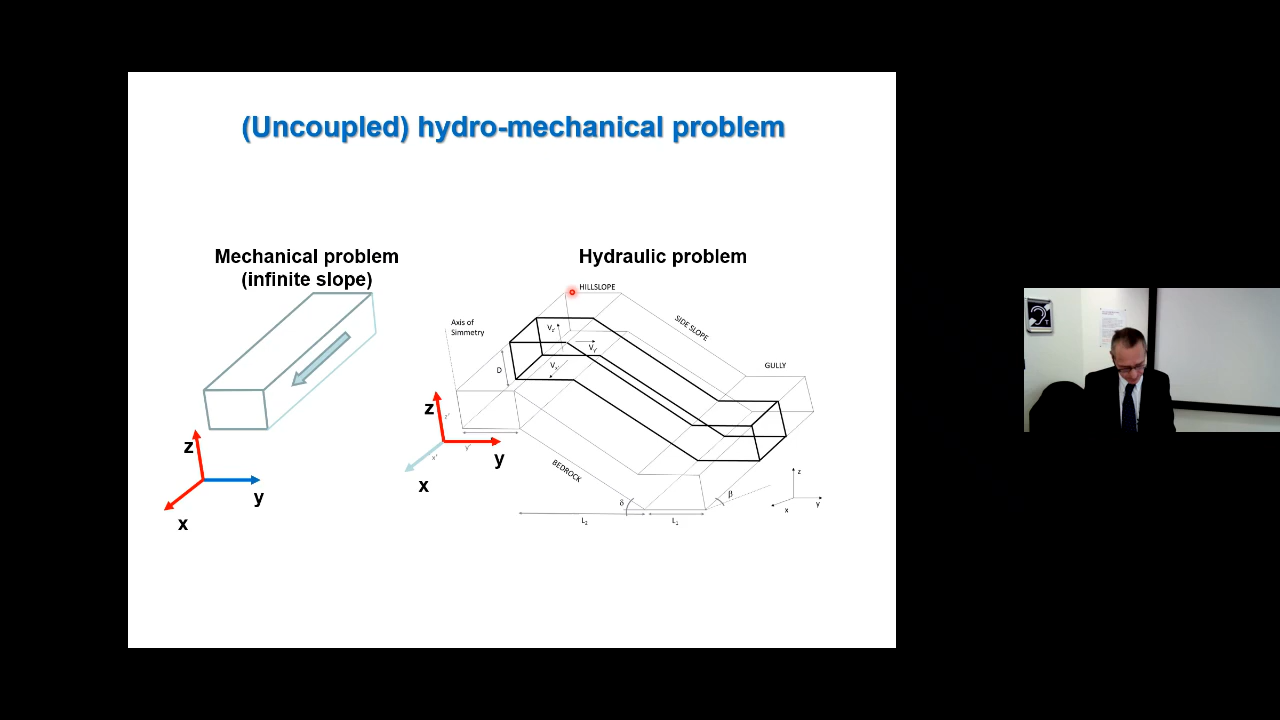 (Uncoupled) hydro-mechanical problem
Mechanical problem
(infinite slope)
z
y
x
Hydraulic problem
HILLSLOPE
Axis of
Simmetry
SIDE SLOPE
GULLY
D
BEDROCK
z
y
x
z'
y'
x'
δ
β
L₂
L₁
z
y
x
T